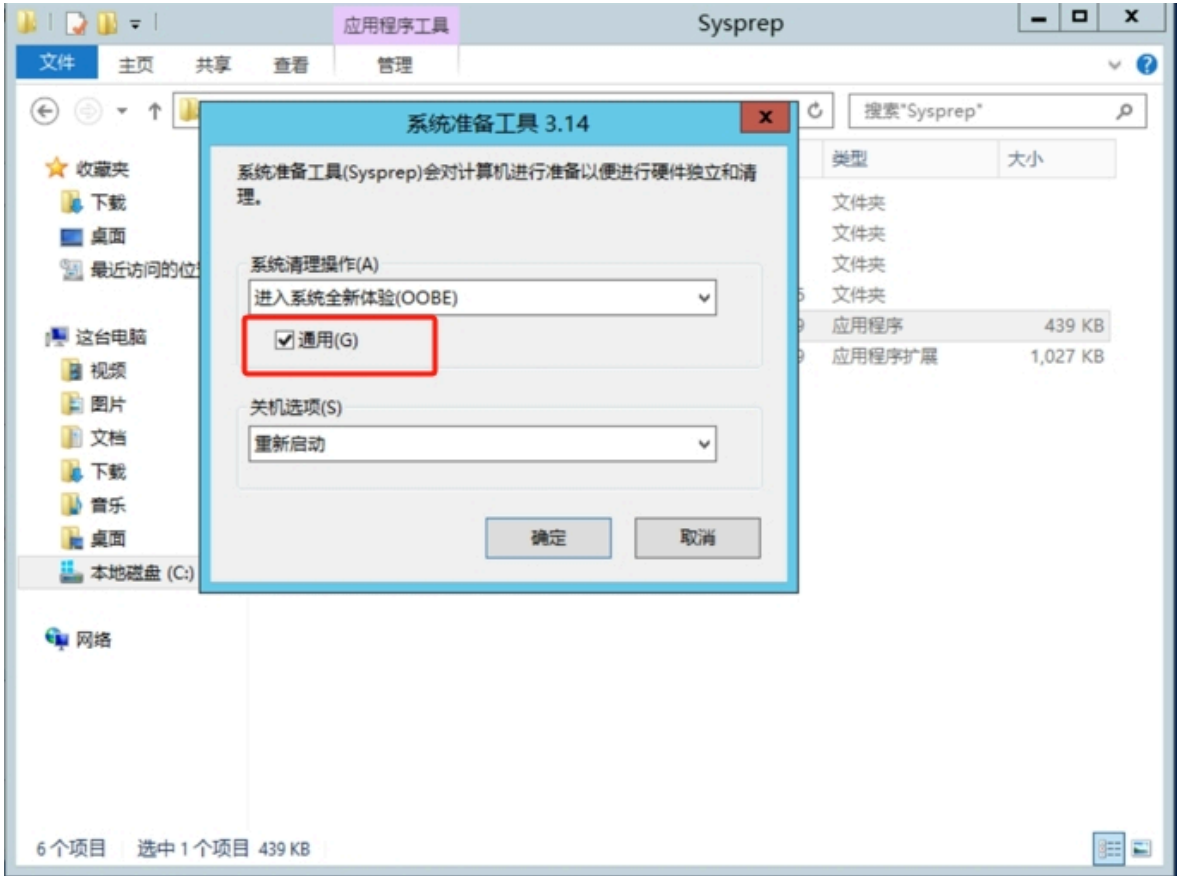 应用程序工具
Sysprep
文件 主页 共享 查看 管理
搜索"Sysprep"
系统准备工具 3.14
系统准备工具(Sysprep)会对计算机进行准备以便进行硬件独立和清
理。
系统清理操作(A)
进入系统全新体验(OOBE)
通用(G)
关机选项(S)
重新启动
确定 取消
收藏夹
下载
桌面
最近访问的位
这台电脑
视频
图片
文档
下载
音乐
桌面
本地磁盘 (C:)
网络
类型 大小
文件夹
文件夹
文件夹
文件夹
应用程序 439 KB
应用程序扩展 1,027 KB
6 个项目 选中 1 个项目 439 KB